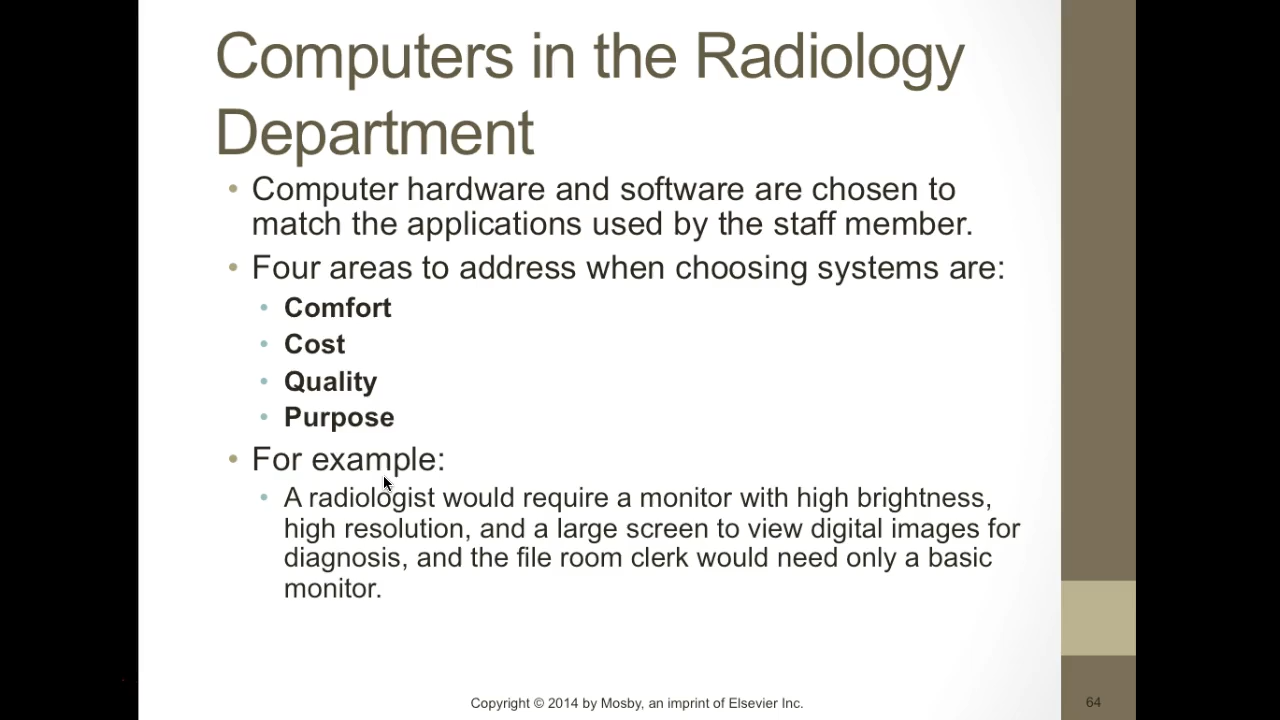 Computers in the Radiology
Department
• Computer hardware and software are chosen to
match the applications used by the staff member.
• Four areas to address when choosing systems are:
• Comfort
• Cost
• Quality
• Purpose
• For example:
• A radiologist would require a monitor with high brightness,
high resolution, and a large screen to view digital images for
diagnosis, and the file room clerk would need only a basic
monitor.
Copyright © 2014 by Mosby, an imprint of Elsevier Inc.
64